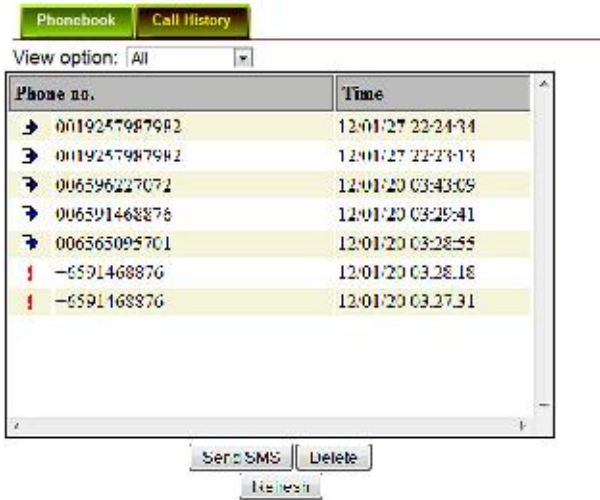 Phonebook Call History
View option: All
Phone no. Time
0019257987982 12/01/27 22:24:34
0019257987982 12/01/27 22:23:13
006596227072 12/01/20 03:43:09
006591468876 12/01/20 03:29:41
006565095701 12/01/20 03:28:55
+6591468876 12/01/20 03:28:18
+6591468876 12/01/20 03:27:31
Send SMS Delete
Refresh